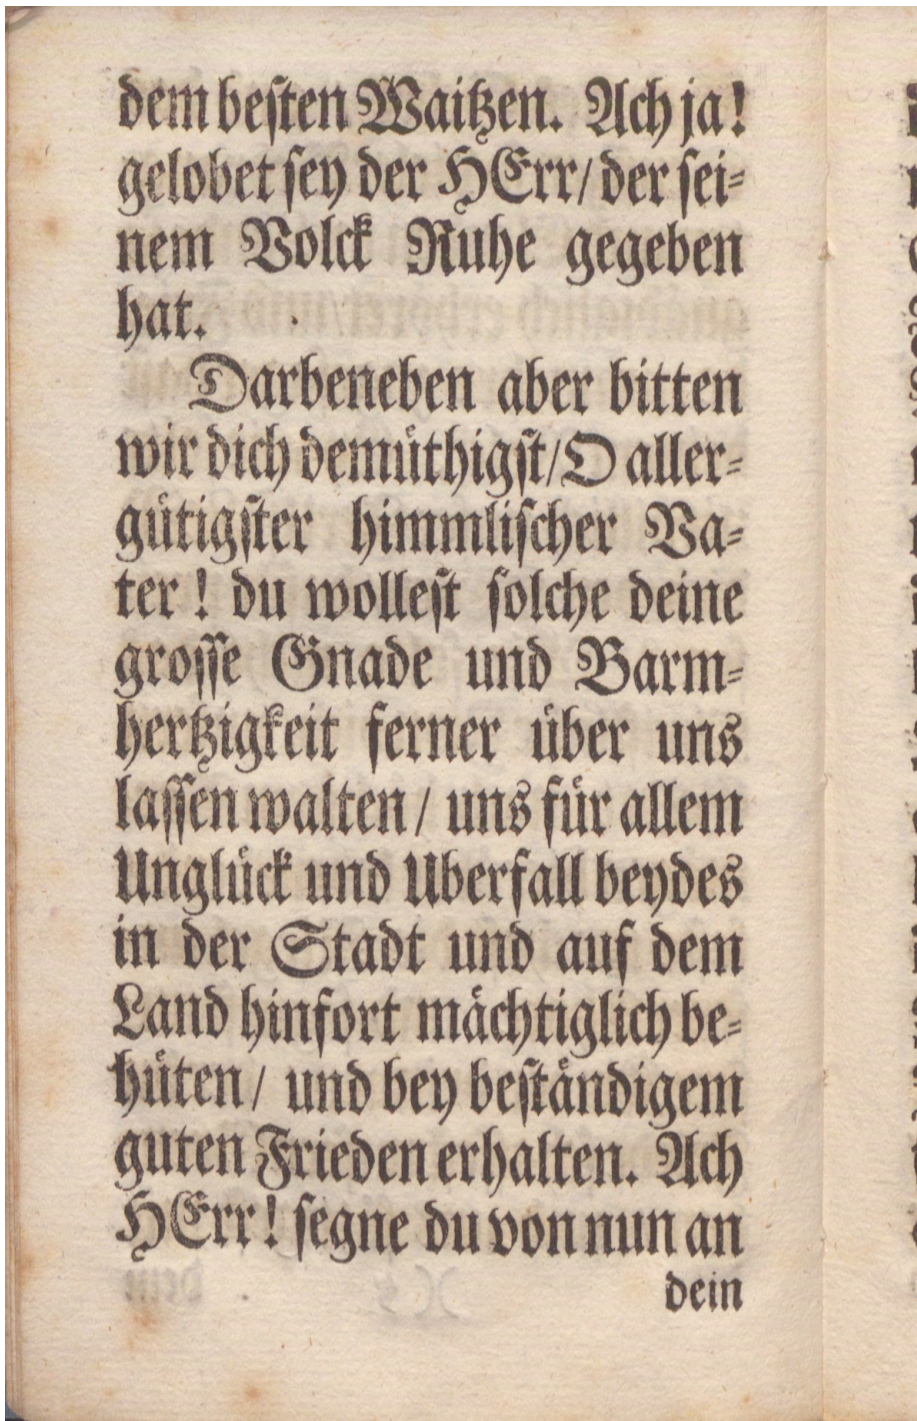 dem beſten Waitzen. Ach ja!
gelobet ſey der HErr/ der ſei⸗
nem Volck Ruhe gegeben
hat.
Darbeneben aber bitten
wir dich demüthigſt/ O aller⸗
gütigſter himmliſcher Va⸗
ter! du wolleſt ſolche deine
groſſe Gnade und Barm⸗
hertzigkeit ferner über uns
laſſen walten/ uns für allem
Unglück und Uberfall beydes
in der Stadt und auf dem
Land hinfort mächtiglich be⸗
hüten/ und bey beſtändigem
guten Frieden erhalten. Ach
HErr! ſegne du von nun an
dein